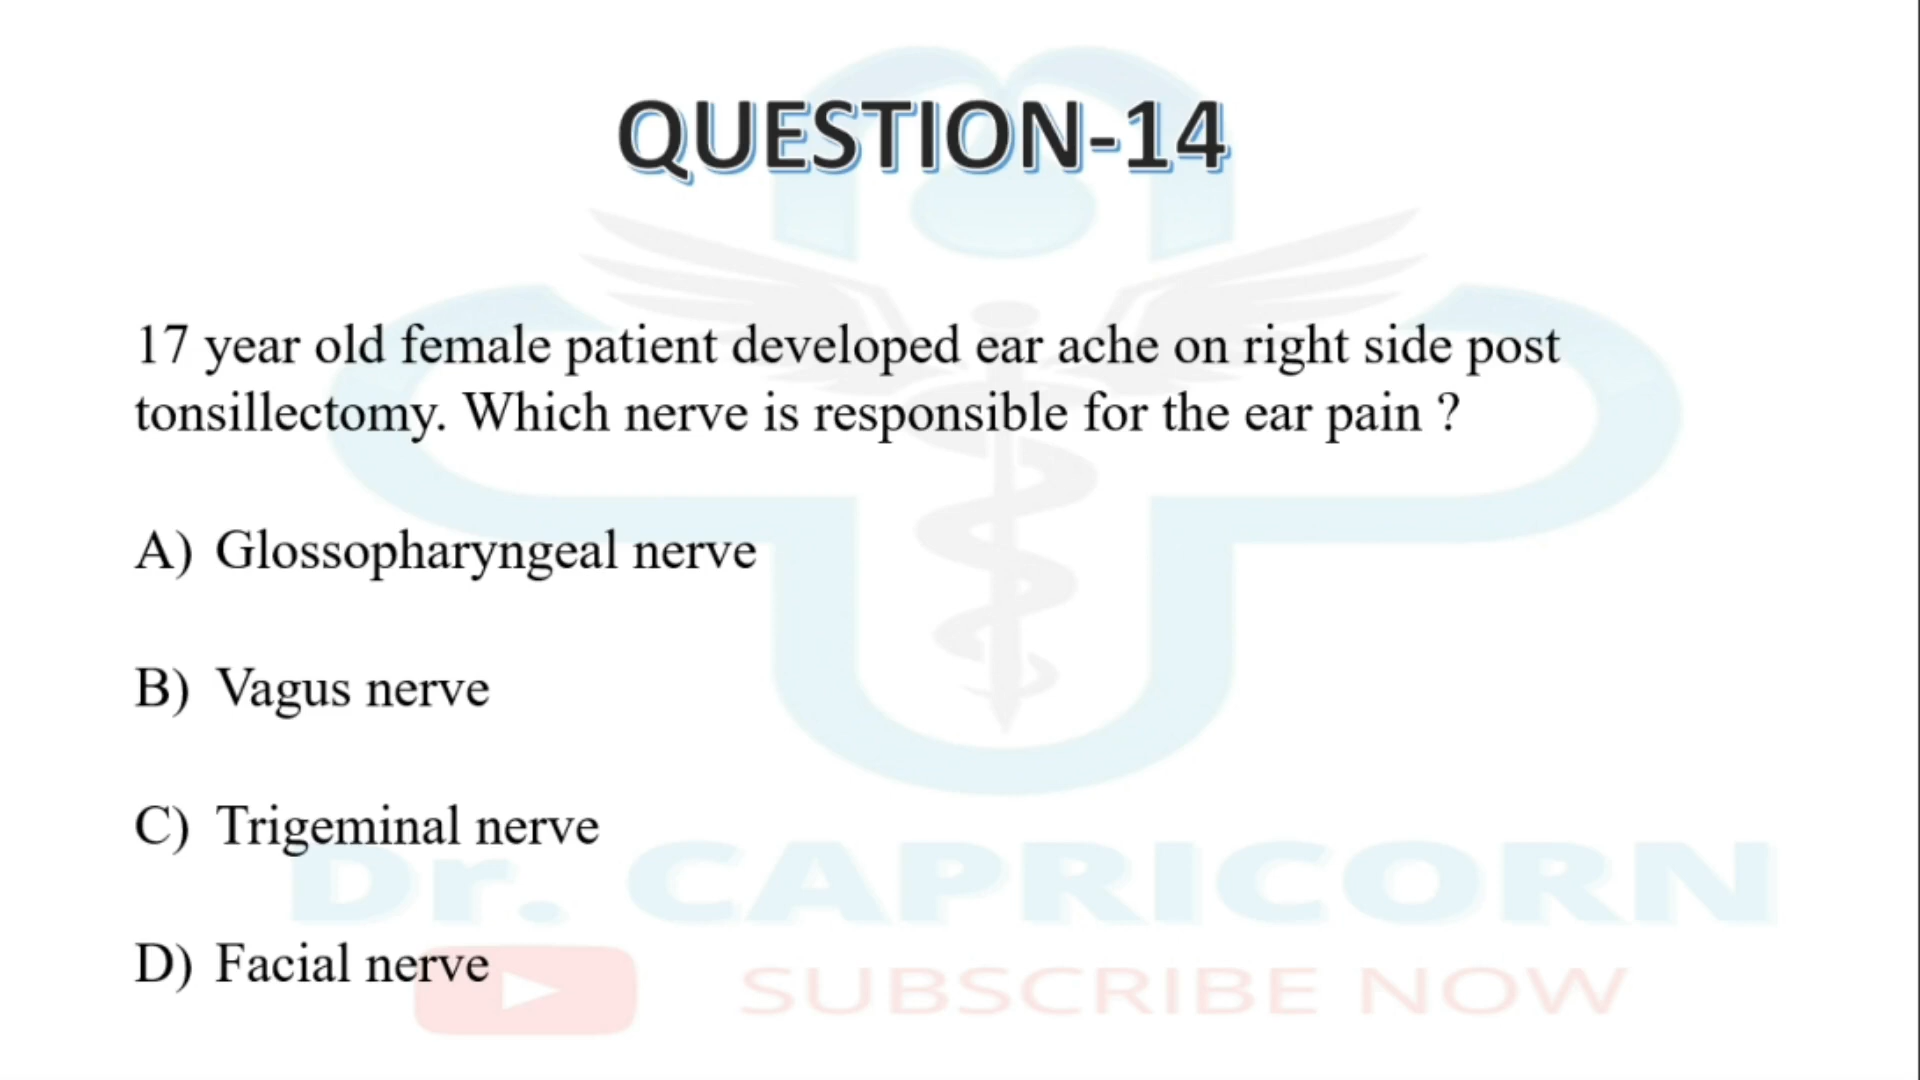 QUESTION-14
17 year old female patient developed ear ache on right side post
tonsillectomy. Which nerve is responsible for the ear pain ?
A) Glossopharyngeal nerve
B) Vagus nerve
C) Trigeminal nerve
Dr. CAPRICORN
D) Facial nerve
SUBSCRIBE NOW